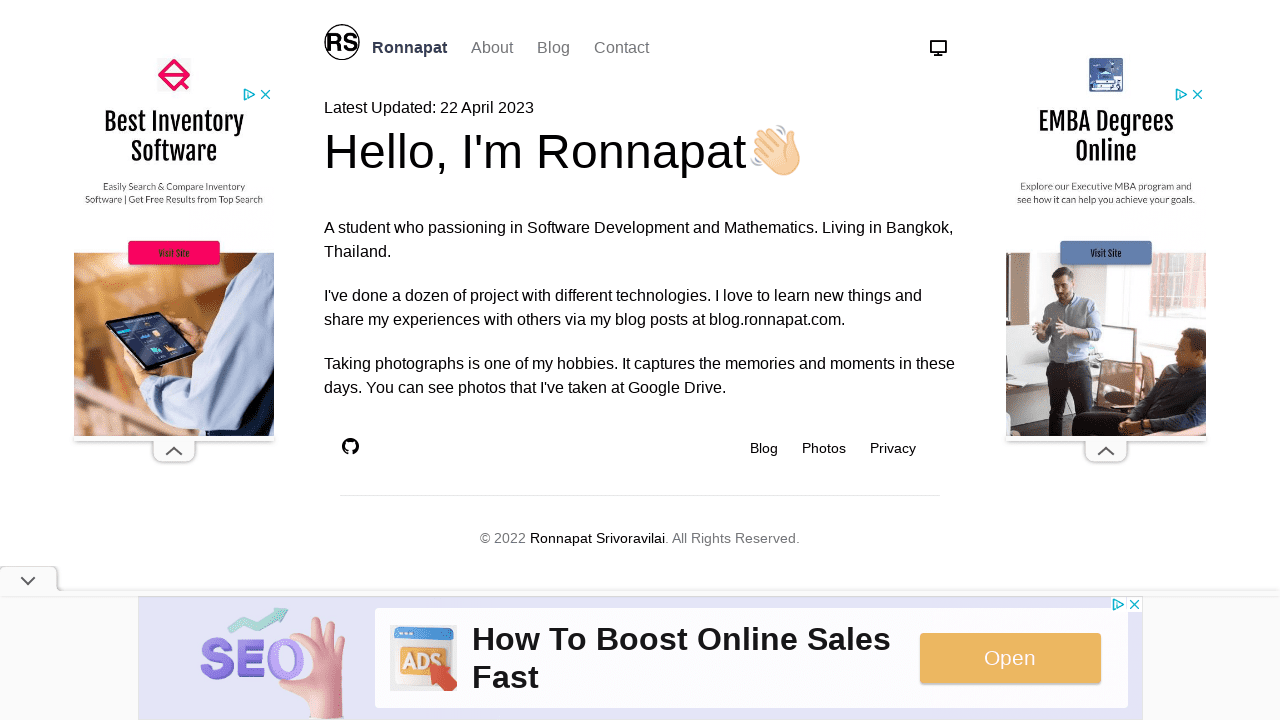 RS
Ronnapat About Blog Contact
Latest Updated: 22 April 2023
Hello, I'm Ronnapat👋🏻
A student who passioning in Software Development and Mathematics. Living in Bangkok,
Thailand.
I've done a dozen of project with different technologies. I love to learn new things and
share my experiences with others via my blog posts at blog.ronnapat.com.
Taking photographs is one of my hobbies. It captures the memories and moments in these
days. You can see photos that I've taken at Google Drive.
Blog Photos Privacy
© 2022 Ronnapat Srivoravilai. All Rights Reserved.
Best Inventory
Software
Easily Search & Compare Inventory
Software | Get Free Results from Top Search
Visit Site
EMBA Degrees
Online
Explore our Executive MBA program and
see how it can help you achieve your goals.
Visit Site
SEO
ADS
How To Boost Online Sales
Fast
Open